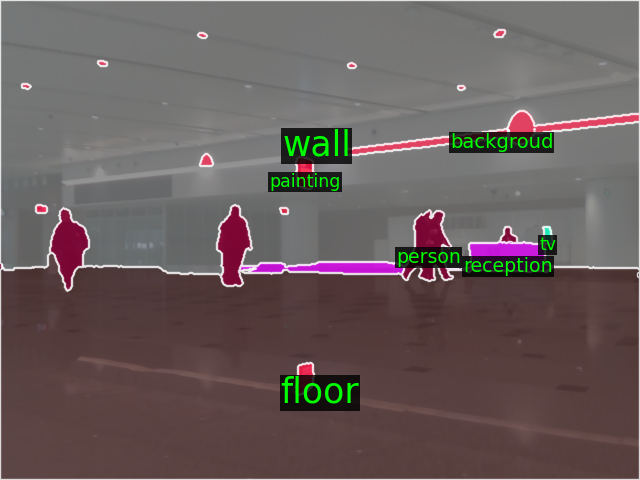 wall
backgroud
painting
tv
person
reception
floor